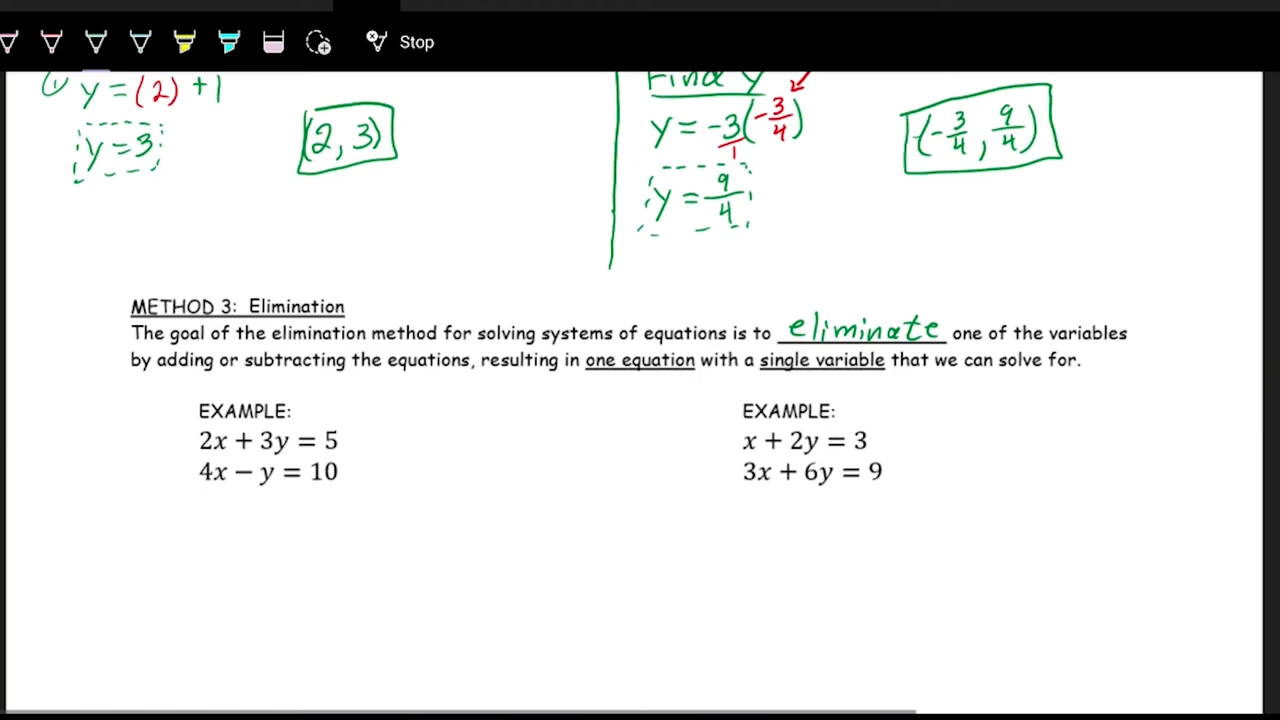 Stop
① y = (2) + 1
y = 3
(2, 3)
Find y
y = -3(-3/4)
1
y = 9/4
(-3/4, 9/4)
METHOD 3: Elimination
The goal of the elimination method for solving systems of equations is to eliminate one of the variables
by adding or subtracting the equations, resulting in one equation with a single variable that we can solve for.
EXAMPLE:
2x + 3y = 5
4x − y = 10
EXAMPLE:
x + 2y = 3
3x + 6y = 9